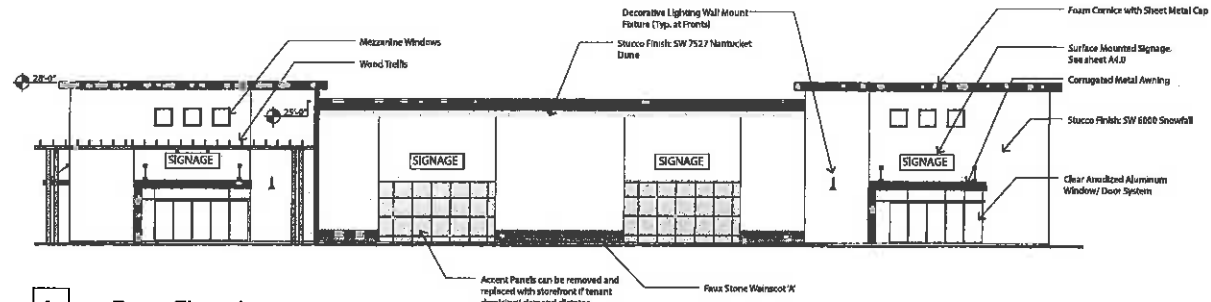 Decorative Lighting Wall Mount
Fixture (Typ. at Fronts)
Stucco Finish: SW 7527 Nantucket
Dune
Foam Cornice with Sheet Metal Cap
Mezzanine Windows
Wood Trellis
Surface Mounted Signage.
See sheet A4.0
Corrugated Metal Awning
28'-0"
25'-0"
Stucco Finish: SW 6000 Snowfall
SIGNAGE
SIGNAGE
SIGNAGE
SIGNAGE
Clear Anodized Aluminum
Window/ Door System
Accent Panels can be removed and
replaced with storefront if tenant
Faux Stone Wainscot 'A'